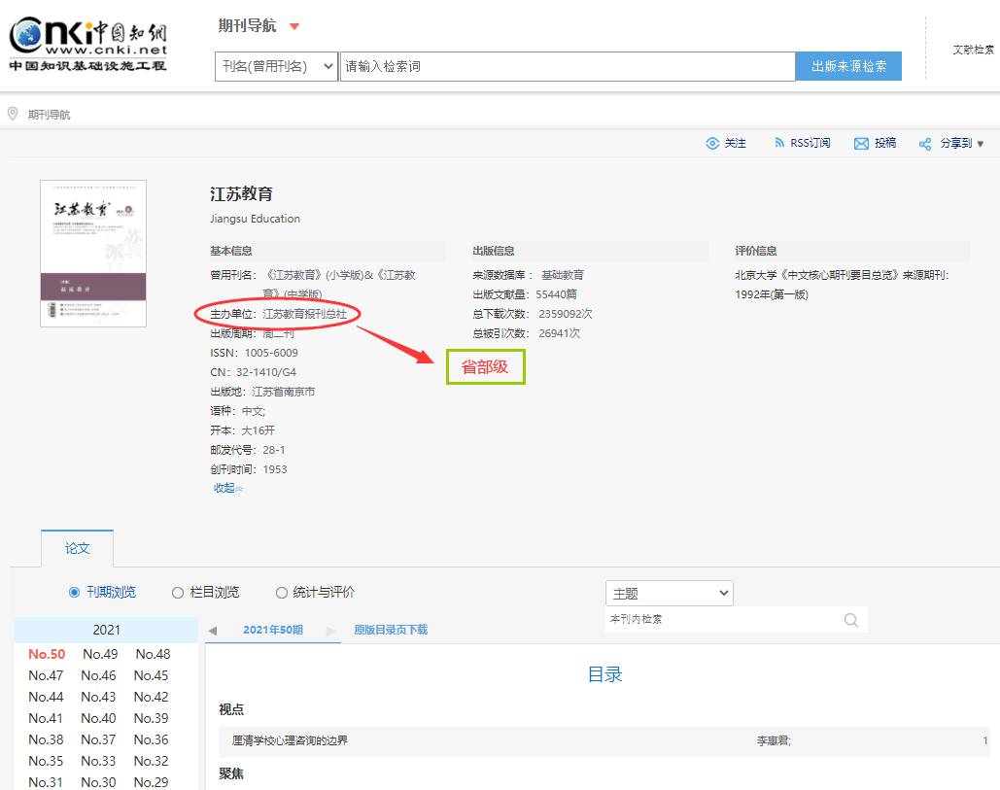 cnki中国知网
www.cnki.net
中国知识基础设施工程
期刊导航
刊名(曾用刊名)
请输入检索词
出版来源检索
文献检索
期刊导航
关注
RSS订阅
投稿
分享到
江苏教育
江苏教育
Jiangsu Education
基本信息
曾用刊名：《江苏教育》(小学版)&《江苏教
育》(中学版)
主办单位：江苏教育报刊总社
出版周期：周二刊
ISSN：1005-6009
CN：32-1410/G4
出版地：江苏省南京市
语种：中文;
开本：大16开
邮发代号：28-1
创刊时间：1953
收起
出版信息
来源数据库：基础教育
出版文献量：55440篇
总下载次数：2359092次
总被引次数：26941次
省部级
评价信息
北京大学《中文核心期刊要目总览》来源期刊：
1992年(第一版)
论文
刊期浏览
栏目浏览
统计与评价
主题
本刊内检索
2021
No.50 No.49 No.48
No.47 No.46 No.45
No.44 No.43 No.42
No.41 No.40 No.39
No.38 No.37 No.36
No.35 No.33 No.32
No.31 No.30 No.29
2021年50期
原版目录页下载
目录
视点
厘清学校心理咨询的边界 李惠君; 1
聚焦